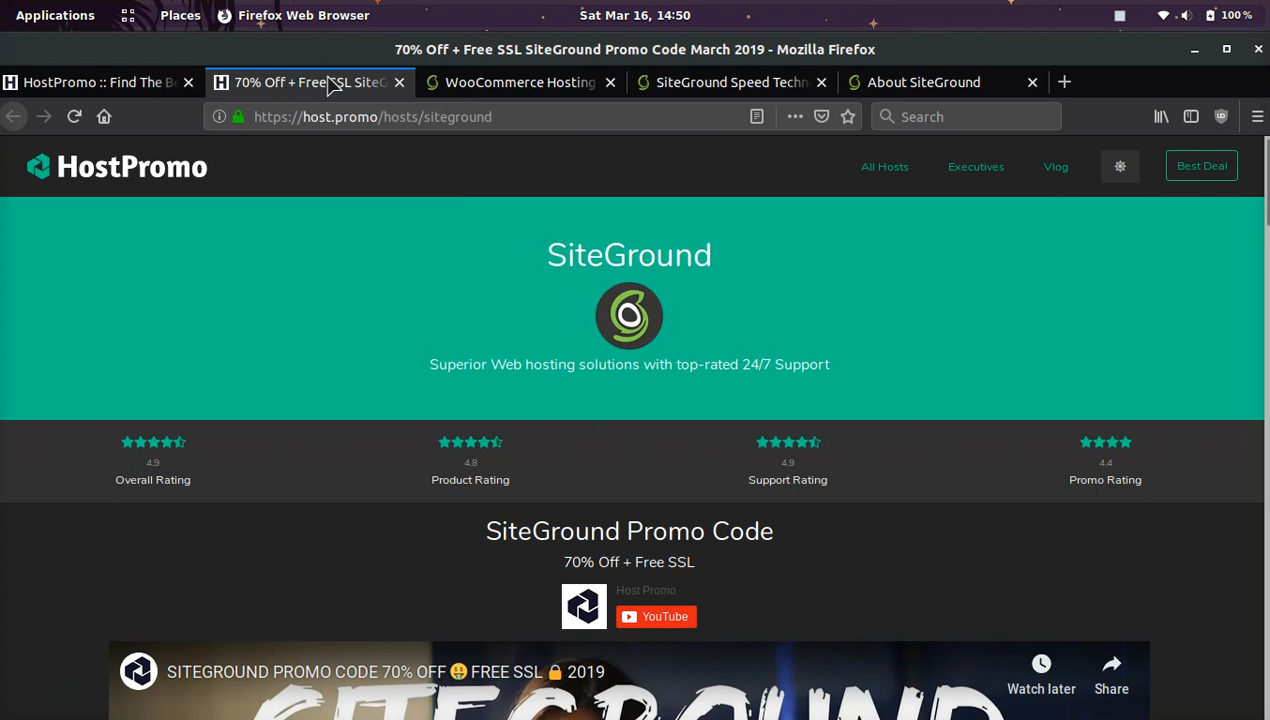 Applications
Places
Firefox Web Browser
Sat Mar 16, 14:50
100 %
70% Off + Free SSL SiteGround Promo Code March 2019 - Mozilla Firefox
HostPromo :: Find The Be
70% Off + Free SSL SiteG
WooCommerce Hosting
SiteGround Speed Techn
About SiteGround
https://host.promo/hosts/siteground
Search
HostPromo
All Hosts
Executives
Vlog
Best Deal
SiteGround
Superior Web hosting solutions with top-rated 24/7 Support
4.9
Overall Rating
4.8
Product Rating
4.9
Support Rating
4.4
Promo Rating
SiteGround Promo Code
70% Off + Free SSL
Host Promo
YouTube
SITEGROUND PROMO CODE 70% OFF 🤑 FREE SSL 🔒 2019
Watch later
Share
SITEGROUND